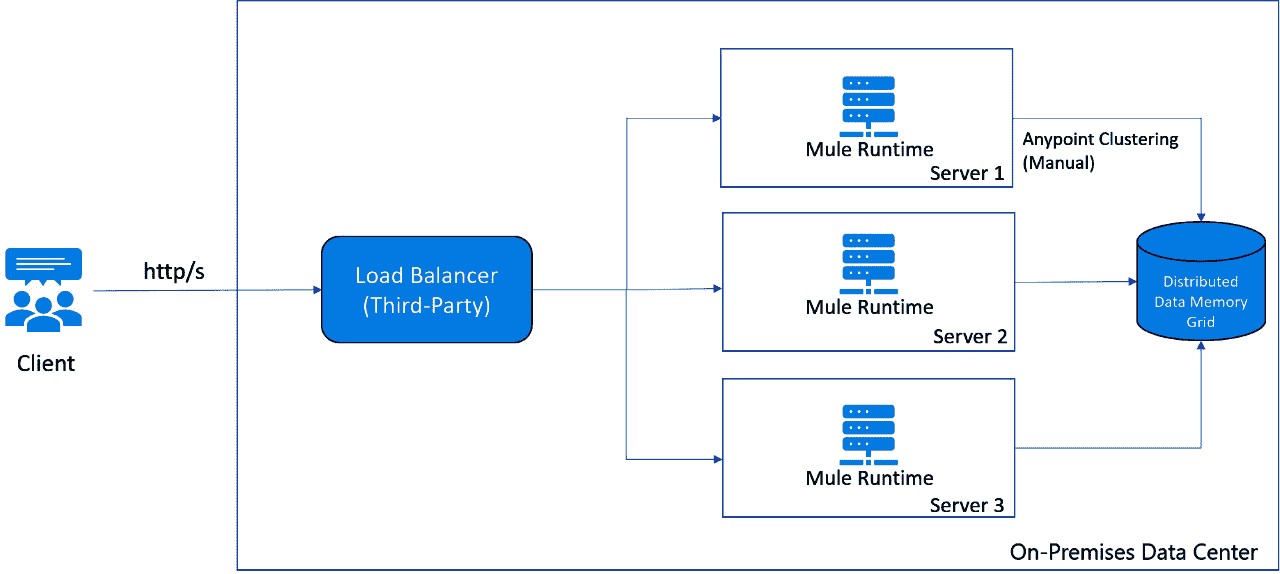 Client
http/s
Load Balancer
(Third-Party)
Mule Runtime
Server 1
Mule Runtime
Server 2
Mule Runtime
Server 3
Anypoint Clustering
(Manual)
Distributed
Data Memory
Grid
On-Premises Data Center